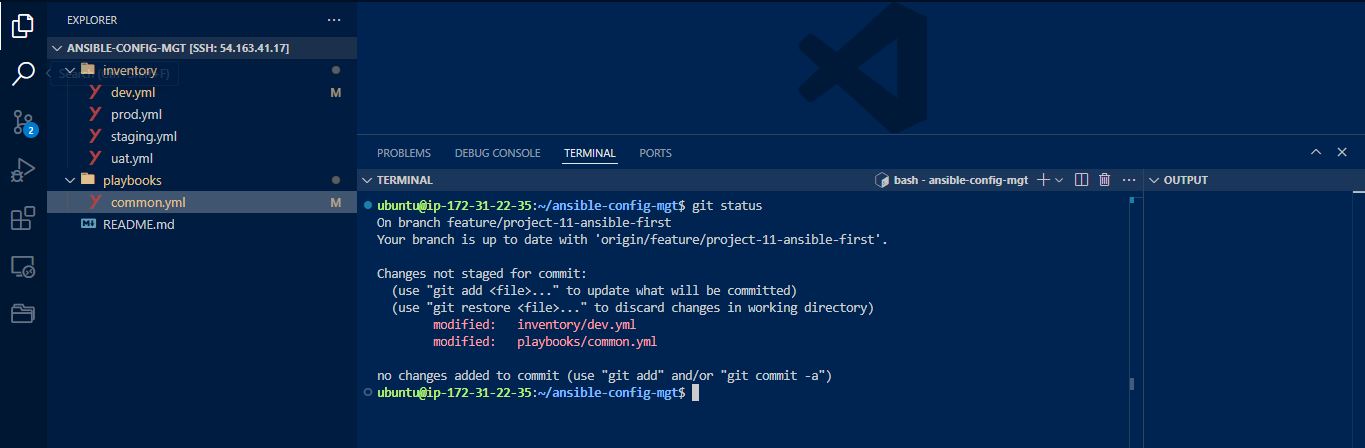 EXPLORER
ANSIBLE-CONFIG-MGT [SSH: 54.163.41.17]
inventory
dev.yml M
prod.yml
staging.yml
uat.yml
playbooks
common.yml M
README.md
2
PROBLEMS DEBUG CONSOLE TERMINAL PORTS
TERMINAL
bash - ansible-config-mgt
OUTPUT
ubuntu@ip-172-31-22-35:~/ansible-config-mgt$ git status
On branch feature/project-11-ansible-first
Your branch is up to date with 'origin/feature/project-11-ansible-first'.
Changes not staged for commit:
(use "git add <file>..." to update what will be committed)
(use "git restore <file>..." to discard changes in working directory)
modified: inventory/dev.yml
modified: playbooks/common.yml
no changes added to commit (use "git add" and/or "git commit -a")
ubuntu@ip-172-31-22-35:~/ansible-config-mgt$